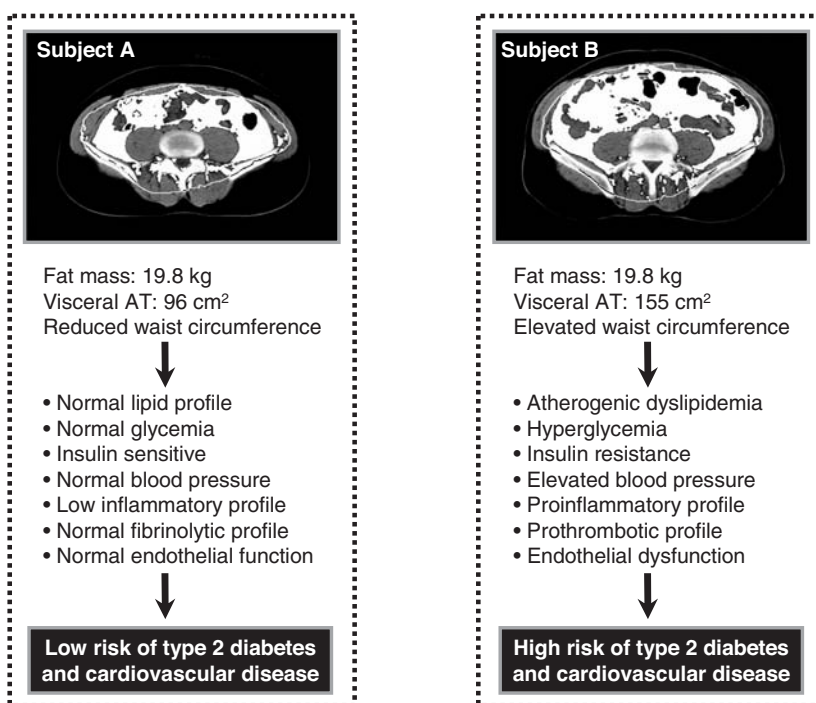 Subject A
Fat mass: 19.8 kg
Visceral AT: 96 cm²
Reduced waist circumference
• Normal lipid profile
• Normal glycemia
• Insulin sensitive
• Normal blood pressure
• Low inflammatory profile
• Normal fibrinolytic profile
• Normal endothelial function
Low risk of type 2 diabetes
and cardiovascular disease
Subject B
Fat mass: 19.8 kg
Visceral AT: 155 cm²
Elevated waist circumference
• Atherogenic dyslipidemia
• Hyperglycemia
• Insulin resistance
• Elevated blood pressure
• Proinflammatory profile
• Prothrombotic profile
• Endothelial dysfunction
High risk of type 2 diabetes
and cardiovascular disease